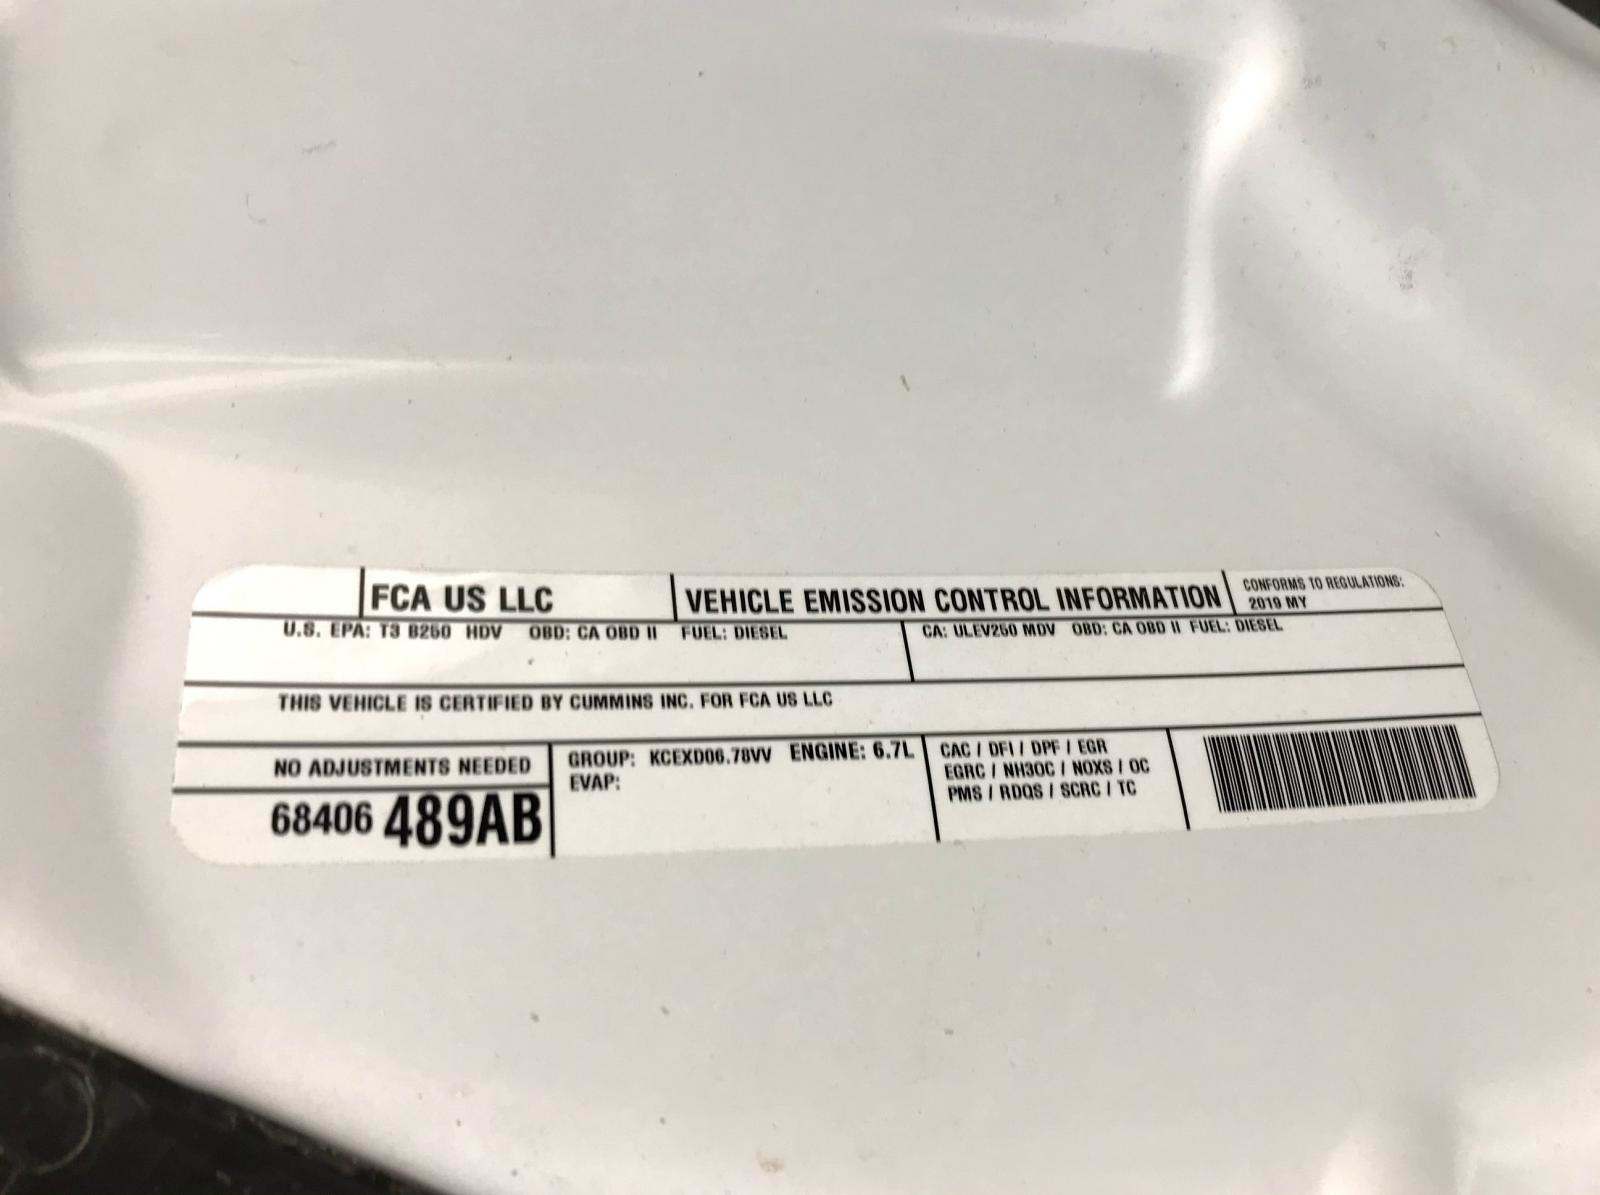 FCA US LLC
VEHICLE EMISSION CONTROL INFORMATION
CONFORMS TO REGULATIONS:
2019 MY
U.S. EPA: T3 B250 HDV OBD: CA OBD II FUEL: DIESEL
CA: ULEV250 MDV OBD: CA OBD II FUEL: DIESEL
THIS VEHICLE IS CERTIFIED BY CUMMINS INC. FOR FCA US LLC
NO ADJUSTMENTS NEEDED
68406 489AB
GROUP: KCEXD06.78VV ENGINE: 6.7L
EVAP:
CAC / DFI / DPF / EGR
EGRC / NH3OC / NOXS / OC
PMS / RDQS / SCRC / TC